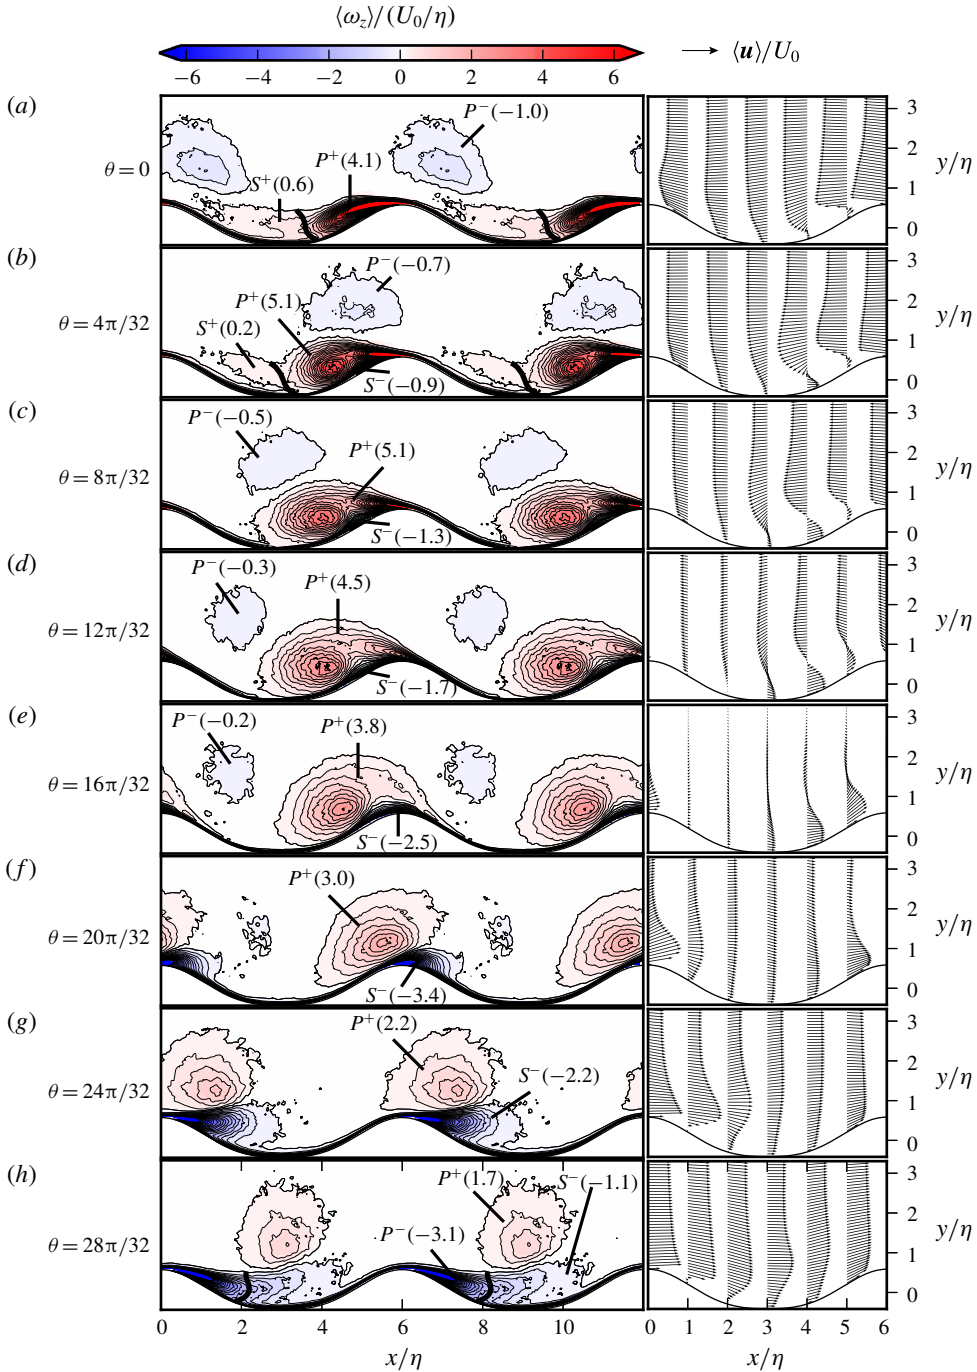 ⟨ω_z⟩/(U_0/η)
−6 −4 −2 0 2 4 6
⟨u⟩/U_0
(a)
θ = 0
P⁻(−1.0)
P⁺(4.1)
S⁺(0.6)
3
2
1
0
y/η
(b)
θ = 4π/32
P⁻(−0.7)
P⁺(5.1)
S⁺(0.2)
S⁻(−0.9)
3
2
1
0
y/η
(c)
θ = 8π/32
P⁻(−0.5)
P⁺(5.1)
S⁻(−1.3)
3
2
1
0
y/η
(d)
θ = 12π/32
P⁻(−0.3)
P⁺(4.5)
S⁻(−1.7)
3
2
1
0
y/η
(e)
θ = 16π/32
P⁻(−0.2)
P⁺(3.8)
S⁻(−2.5)
3
2
1
0
y/η
(f)
θ = 20π/32
P⁺(3.0)
S⁻(−3.4)
3
2
1
0
y/η
(g)
θ = 24π/32
P⁺(2.2)
S⁻(−2.2)
3
2
1
0
y/η
(h)
θ = 28π/32
P⁺(1.7)
S⁻(−1.1)
P⁻(−3.1)
3
2
1
0
y/η
0 2 4 6 8 10
x/η
0 1 2 3 4 5 6
x/η